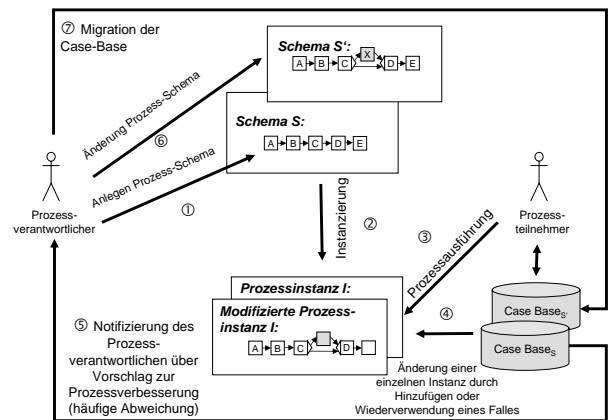 ⑦ Migration der
Case-Base
Schema S‘:
A B C X D E
Änderung Prozess-Schema
⑥
Schema S:
A B C D E
Anlegen Prozess-Schema
①
Prozess-
verantwortlicher
Instanzierung
②
③
Prozessausführung
Prozess-
teilnehmer
Prozessinstanz I:
Modifizierte Prozess-
instanz I:
A B C D
④
Case Base S‘
Case Base S
⑤ Notifizierung des
Prozess-
verantwortlichen über
Vorschlag zur
Prozessverbesserung
(häufige Abweichung)
Änderung einer
einzelnen Instanz durch
Hinzufügen oder
Wiederverwendung eines Falles